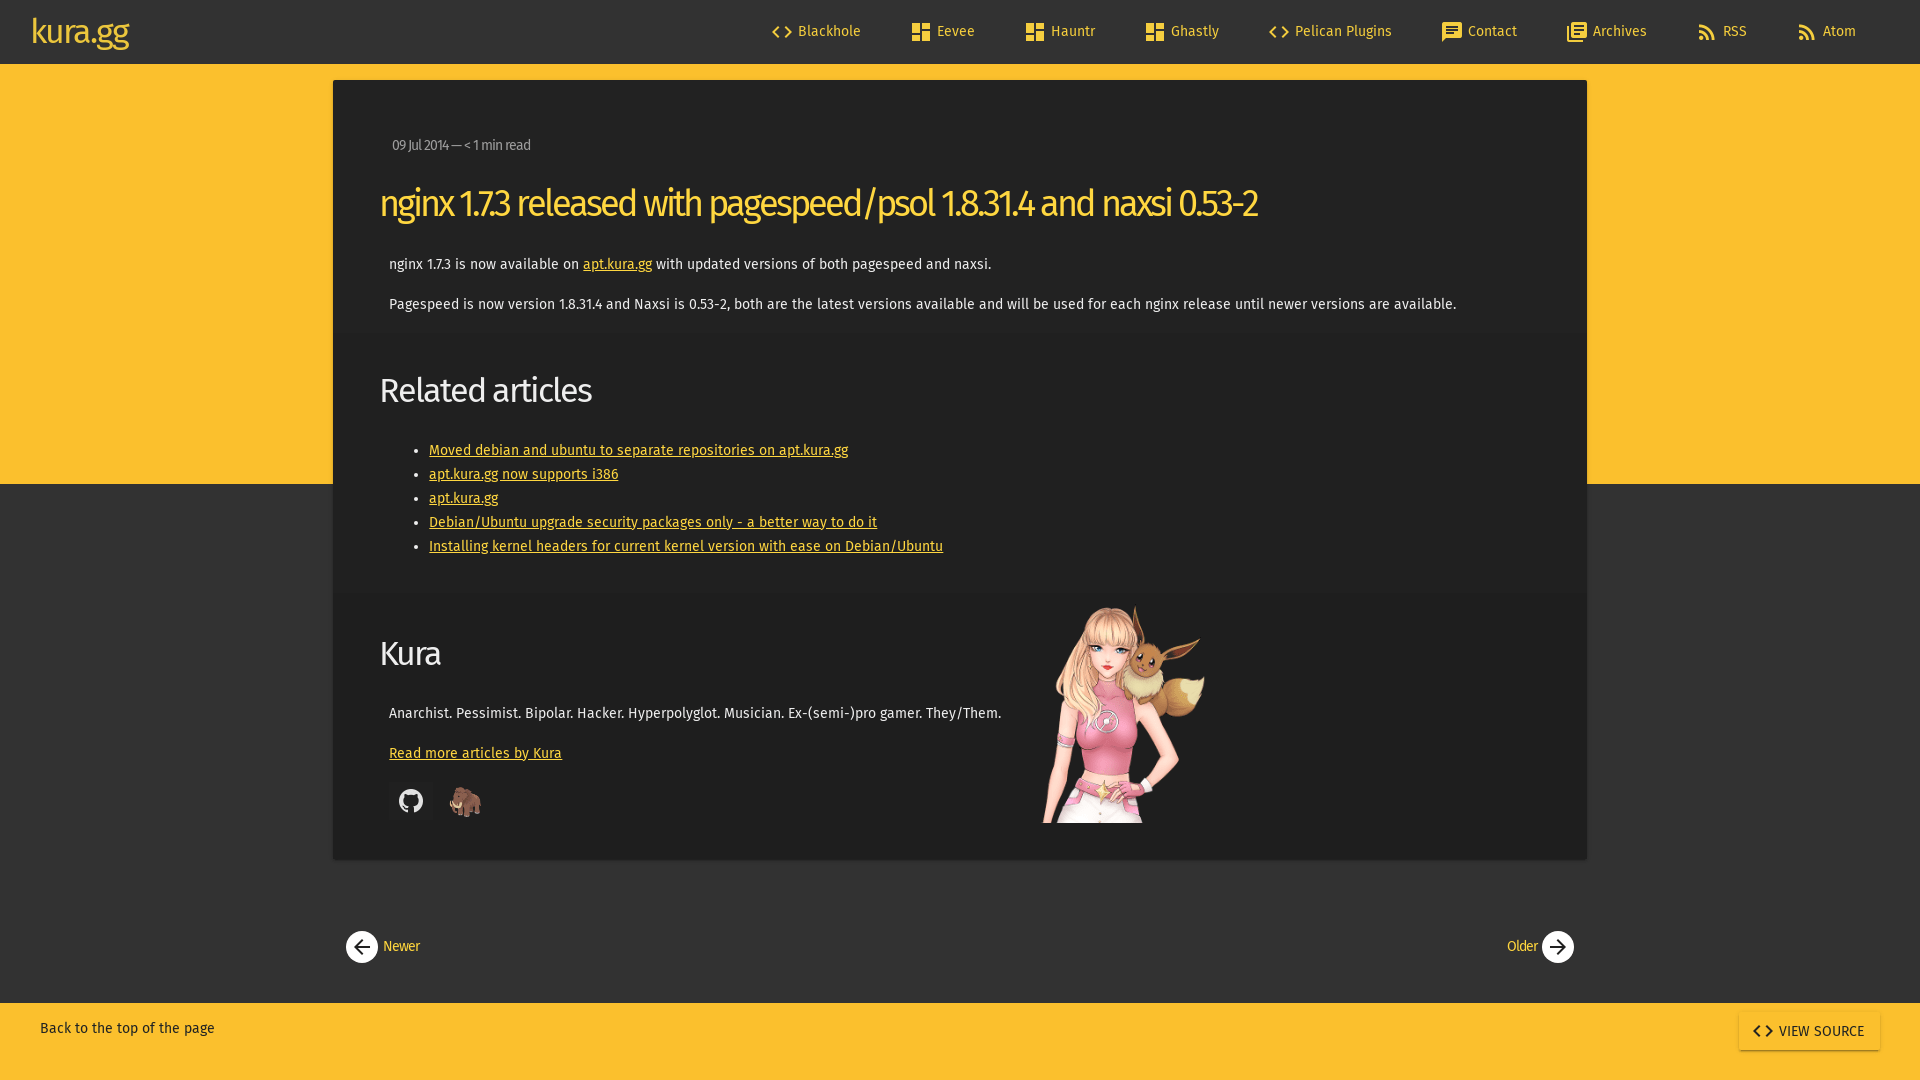 kura.gg
Blackhole
Eevee
Hauntr
Ghastly
Pelican Plugins
Contact
Archives
RSS
Atom
09 Jul 2014 — < 1 min read
nginx 1.7.3 released with pagespeed/psol 1.8.31.4 and naxsi 0.53-2
nginx 1.7.3 is now available on apt.kura.gg with updated versions of both pagespeed and naxsi.
Pagespeed is now version 1.8.31.4 and Naxsi is 0.53-2, both are the latest versions available and will be used for each nginx release until newer versions are available.
Related articles
Moved debian and ubuntu to separate repositories on apt.kura.gg
apt.kura.gg now supports i386
apt.kura.gg
Debian/Ubuntu upgrade security packages only - a better way to do it
Installing kernel headers for current kernel version with ease on Debian/Ubuntu
Kura
Anarchist. Pessimist. Bipolar. Hacker. Hyperpolyglot. Musician. Ex-(semi-)pro gamer. They/Them.
Read more articles by Kura
Newer
Older
Back to the top of the page
VIEW SOURCE